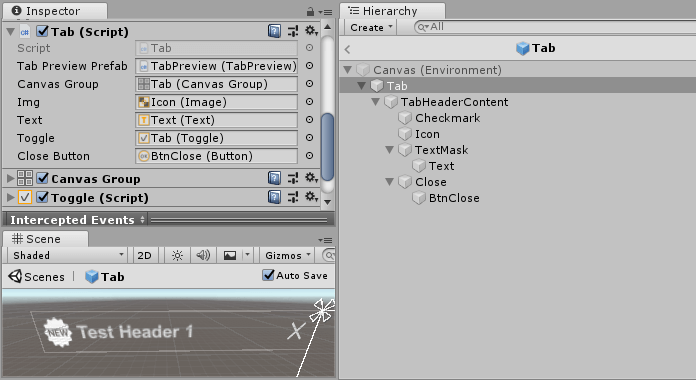 Inspector
Tab (Script)
Script Tab
Tab Preview Prefab TabPreview (TabPreview)
Canvas Group Tab (Canvas Group)
Img Icon (Image)
Text Text (Text)
Toggle Tab (Toggle)
Close Button BtnClose (Button)
Canvas Group
Toggle (Script)
Intercepted Events
Scene
Shaded 2D Gizmos
Scenes Tab Auto Save
NEW Test Header 1 X
Hierarchy
Create All
Tab
Canvas (Environment)
Tab
TabHeaderContent
Checkmark
Icon
TextMask
Text
Close
BtnClose